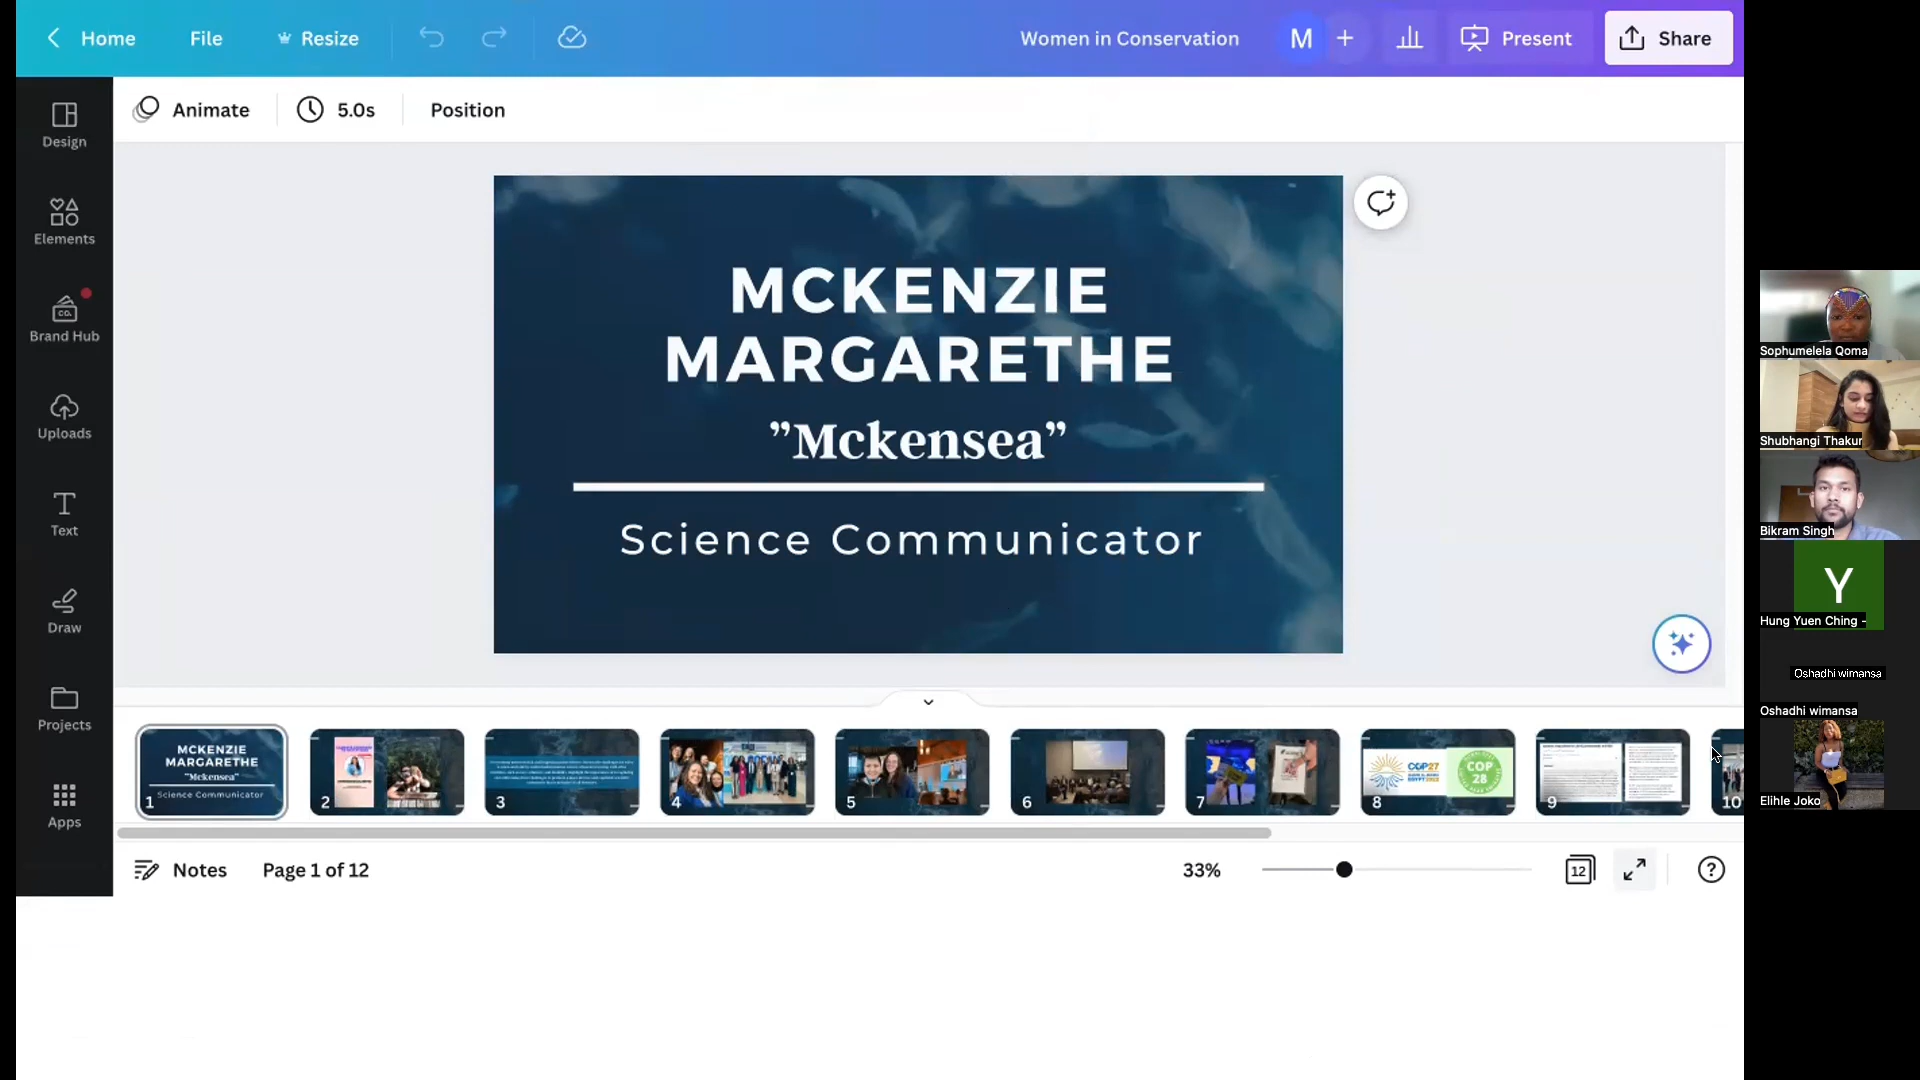 Home
File
Resize
Women in Conservation
M
Present
Share
Animate
5.0s
Position
Design
Elements
CO.
Brand Hub
Uploads
Text
Draw
Projects
Apps
MCKENZIE
MARGARETHE
”Mckensea”
Science Communicator
MCKENZIE
MARGARETHE
"Mckensea"
Science Communicator
1
2
3
4
5
6
7
COP27
COP
28
8
9
10
Notes
Page 1 of 12
33%
12
Sophumelela Qoma
Shubhangi Thakur
Bikram Singh
Y
Hung Yuen Ching -
Oshadhi wimansa
Oshadhi wimansa
Elihle Joko